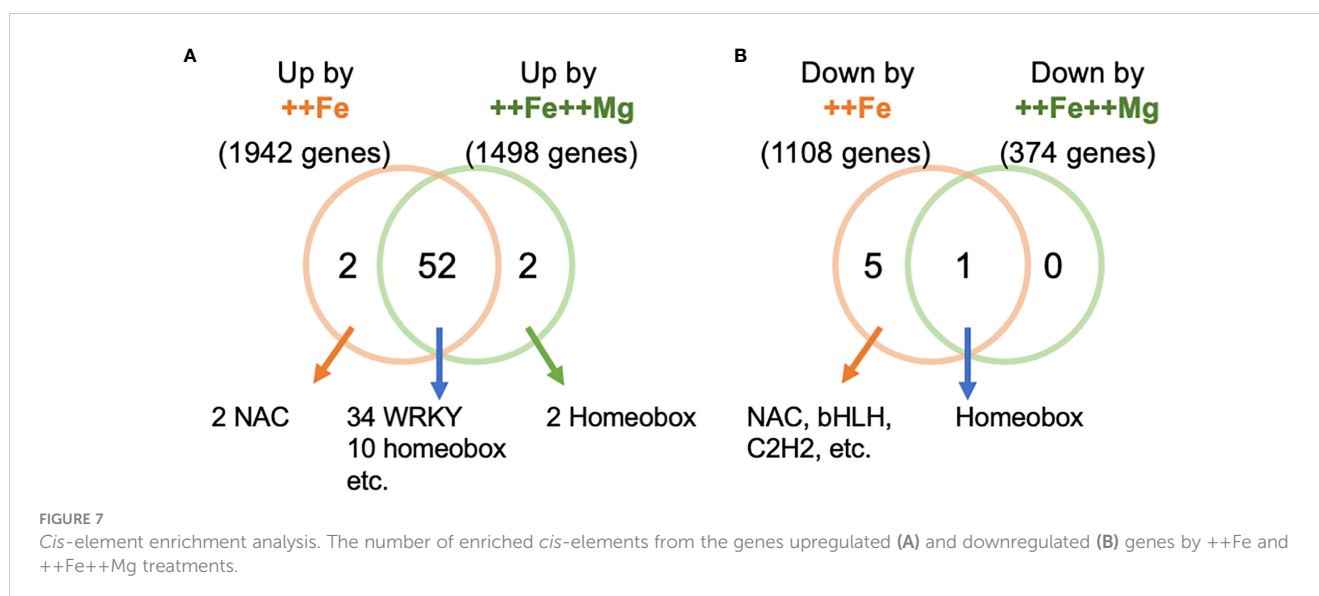 A
Up by
++Fe
(1942 genes)
Up by
++Fe++Mg
(1498 genes)
2
52
2
2 NAC
34 WRKY
10 homeobox
etc.
2 Homeobox
B
Down by
++Fe
(1108 genes)
Down by
++Fe++Mg
(374 genes)
5
1
0
NAC, bHLH,
C2H2, etc.
Homeobox
FIGURE 7
Cis-element enrichment analysis. The number of enriched cis-elements from the genes upregulated (A) and downregulated (B) genes by ++Fe and
++Fe++Mg treatments.